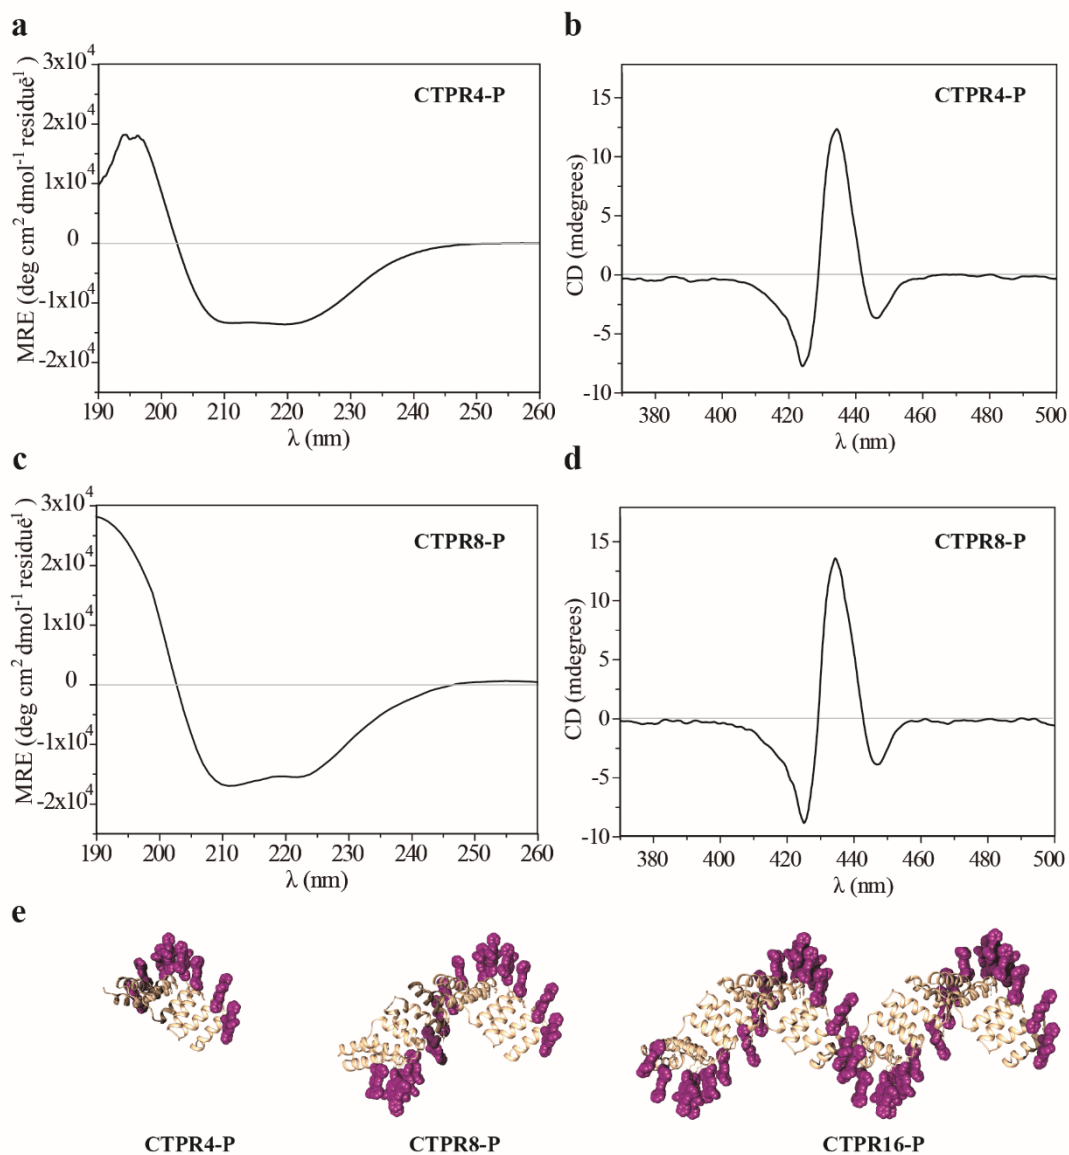 a
3x10⁴
2x10⁴
1x10⁴
0
-1x10⁴
-2x10⁴
MRE (deg cm² dmol⁻¹ residue⁻¹)
CTPR4-P
190 200 210 220 230 240 250 260
λ (nm)
b
15
10
5
0
-5
-10
CD (mdegrees)
CTPR4-P
380 400 420 440 460 480 500
λ (nm)
c
3x10⁴
2x10⁴
1x10⁴
0
-1x10⁴
-2x10⁴
MRE (deg cm² dmol⁻¹ residue⁻¹)
CTPR8-P
190 200 210 220 230 240 250 260
λ (nm)
d
15
10
5
0
-5
-10
CD (mdegrees)
CTPR8-P
380 400 420 440 460 480 500
λ (nm)
e
CTPR4-P
CTPR8-P
CTPR16-P